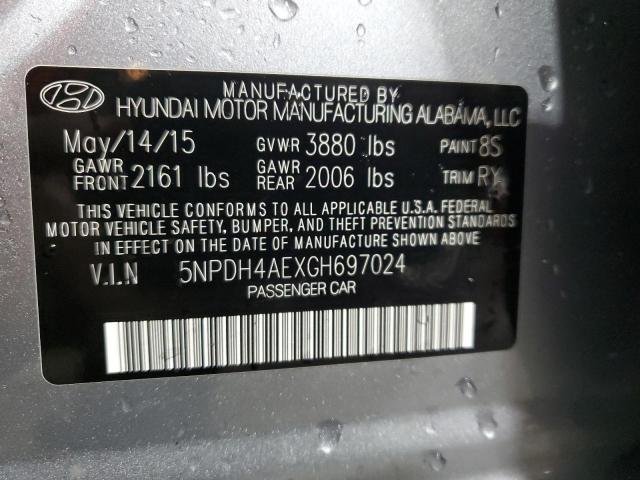 MANUFACTURED BY
HYUNDAI MOTOR MANUFACTURING ALABAMA, LLC
May/14/15 GVWR 3880 lbs PAINT 8S
GAWR FRONT 2161 lbs GAWR REAR 2006 lbs TRIM RY
THIS VEHICLE CONFORMS TO ALL APPLICABLE U.S.A. FEDERAL
MOTOR VEHICLE SAFETY, BUMPER, AND THEFT PREVENTION STANDARDS
IN EFFECT ON THE DATE OF MANUFACTURE SHOWN ABOVE
V.I.N 5NPDH4AEXGH697024
PASSENGER CAR